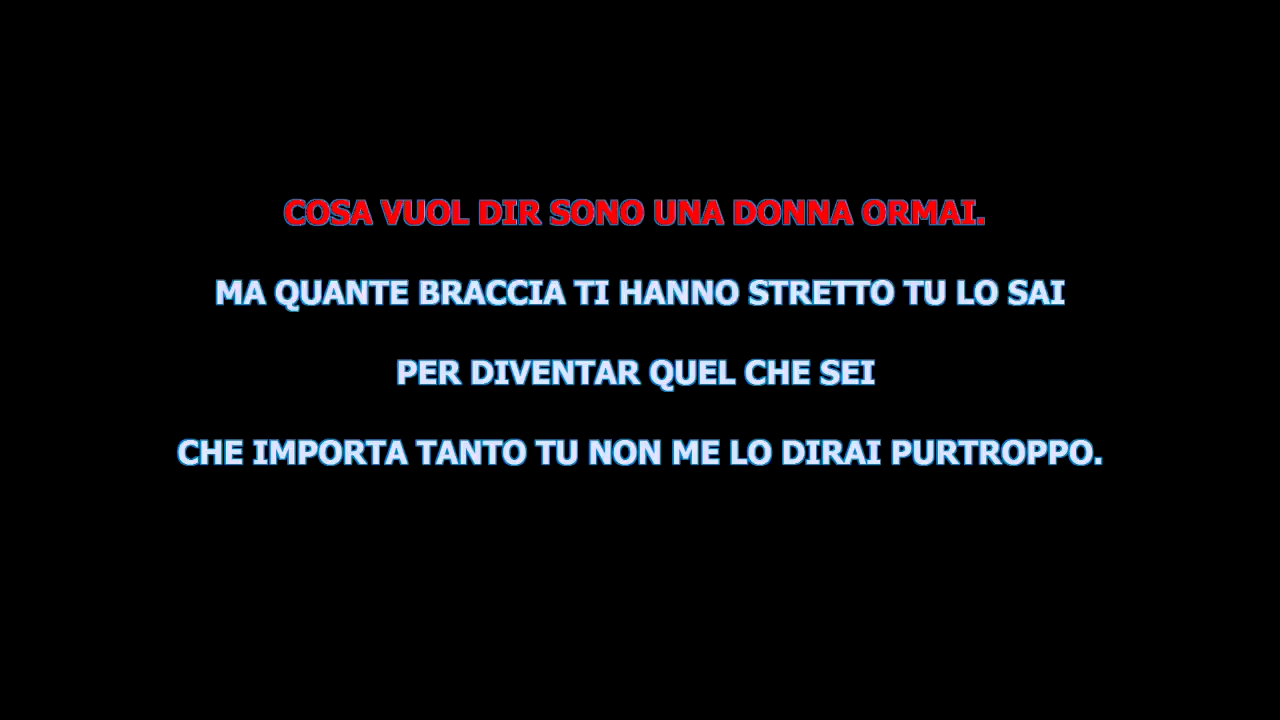 COSA VUOL DIR SONO UNA DONNA ORMAI.
MA QUANTE BRACCIA TI HANNO STRETTO TU LO SAI
PER DIVENTAR QUEL CHE SEI
CHE IMPORTA TANTO TU NON ME LO DIRAI PURTROPPO.